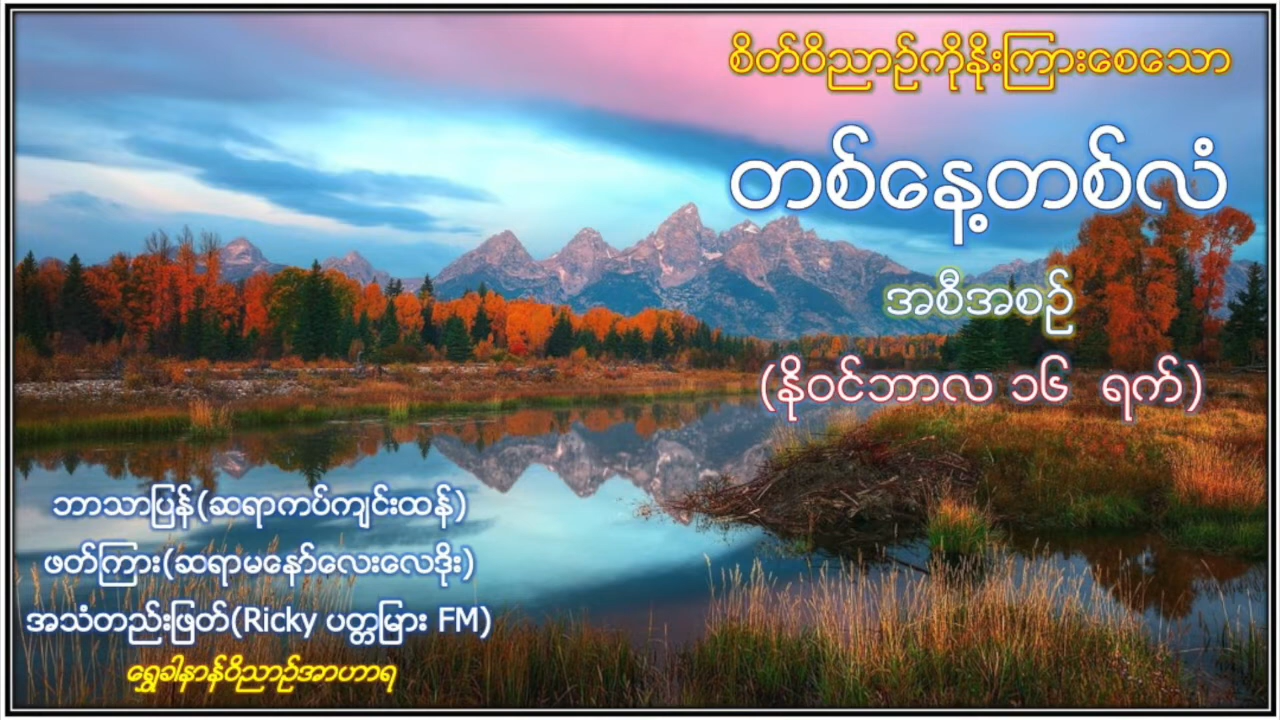 စိတ်ဝိညာဉ်ကိုနိုးကြားစေသော
တစ်နေ့တစ်လံ
အစီအစဉ်
(နိုဝင်ဘာလ ၁၆ ရက်)
ဘာသာပြန်(ဆရာကပ်ကျင်းထန်)
ဖတ်ကြား(ဆရာမနော်လေးလေဒိုး)
အသံတည်းဖြတ်(Ricky ပတ္တမြား FM)
ရွှေခါနာန်ဝိညာဉ်အာဟာရ